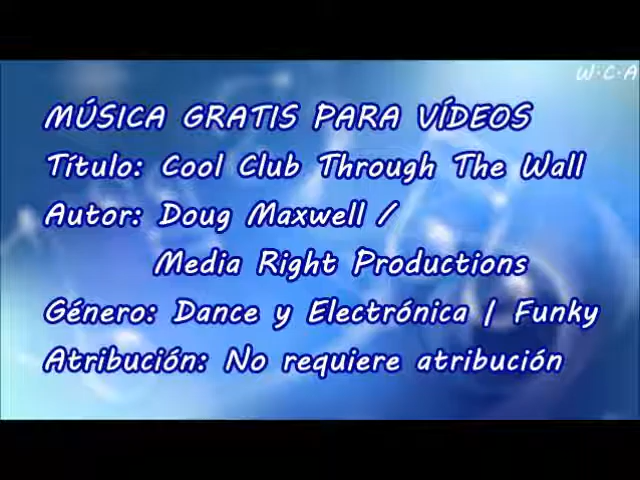 W.C.A
MÚSICA GRATIS PARA VÍDEOS
Título: Cool Club Through The Wall
Autor: Doug Maxwell /
Media Right Productions
Género: Dance y Electrónica | Funky
Atribución: No requiere atribución